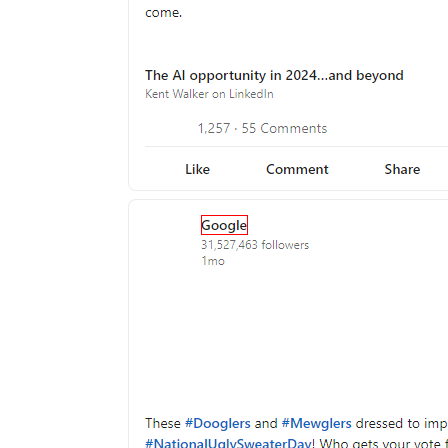 come.
The AI opportunity in 2024...and beyond
Kent Walker on LinkedIn
1,257 · 55 Comments
Like Comment Share
Google
31,527,463 followers
1mo
These #Dooglers and #Mewglers dressed to imp
#NationalUglySweaterDay! Who gets your vote f